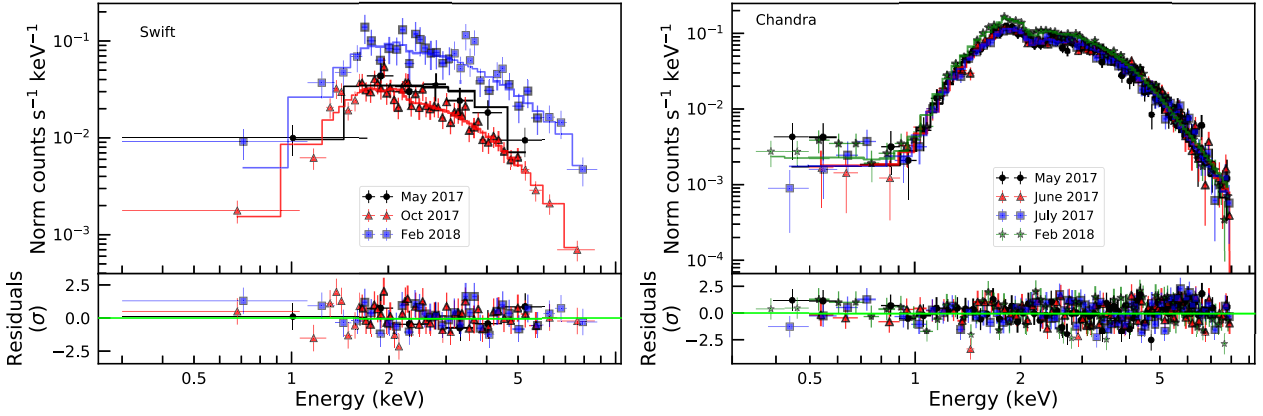 Swift
Norm counts s⁻¹ keV⁻¹
10⁻¹
10⁻²
10⁻³
May 2017
Oct 2017
Feb 2018
Residuals
(σ)
2.5
0.0
−2.5
0.5
1
2
5
Energy (keV)
Chandra
Norm counts s⁻¹ keV⁻¹
10⁻¹
10⁻²
10⁻³
10⁻⁴
May 2017
June 2017
July 2017
Feb 2018
Residuals
(σ)
2.5
0.0
−2.5
0.5
1
2
5
Energy (keV)